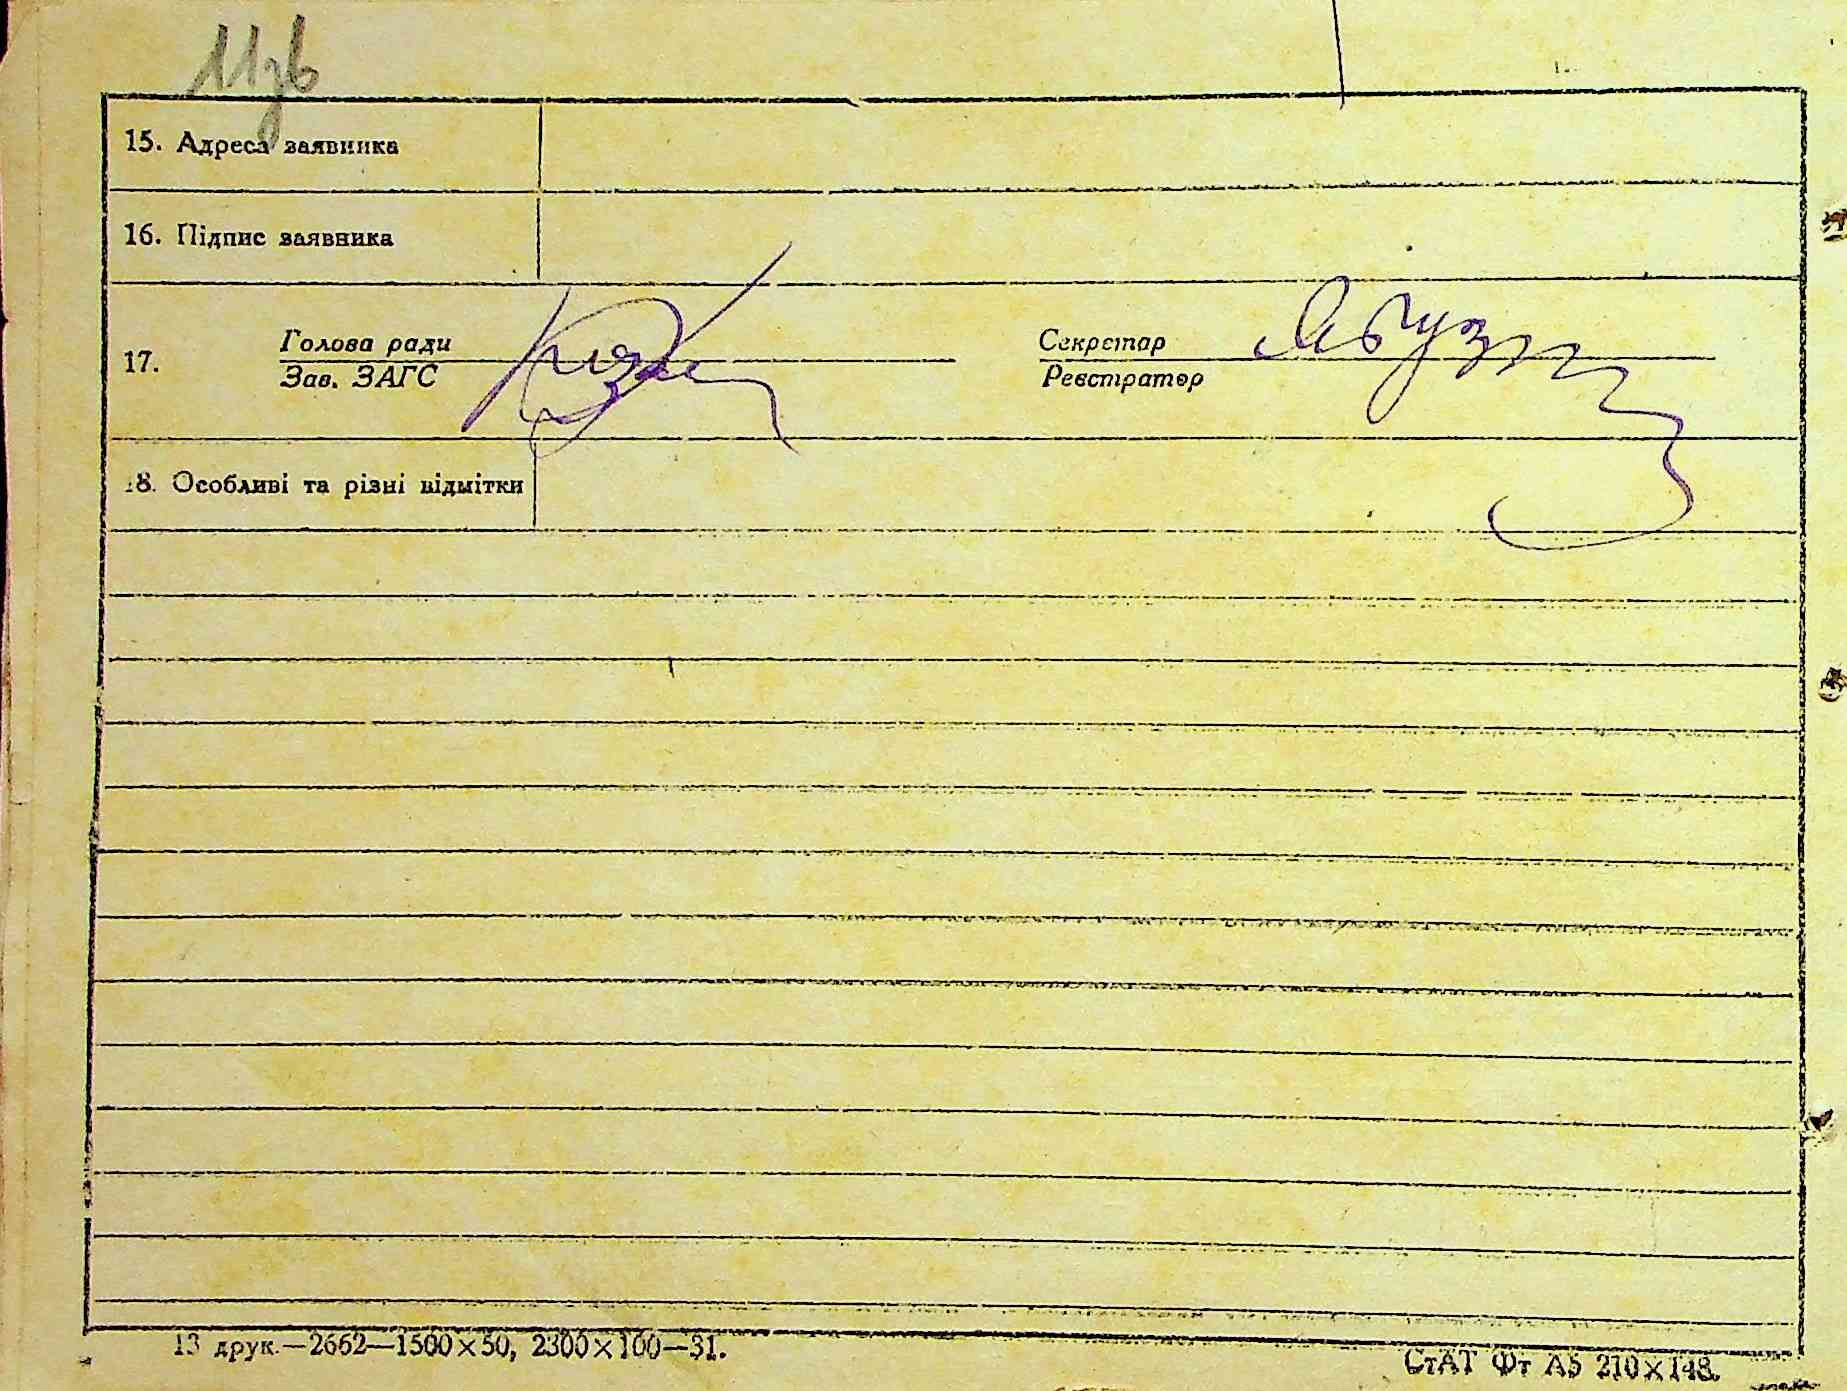 11зв
15. Адреса заявника
16. Підпис заявника
17. Голова ради
Зав. ЗАГС
Секретар
Реєстратор
18. Особливі та різні відмітки
13 друк.—2662—1500×50, 2300×100—31.
СтАТ Фт А5 210×148.